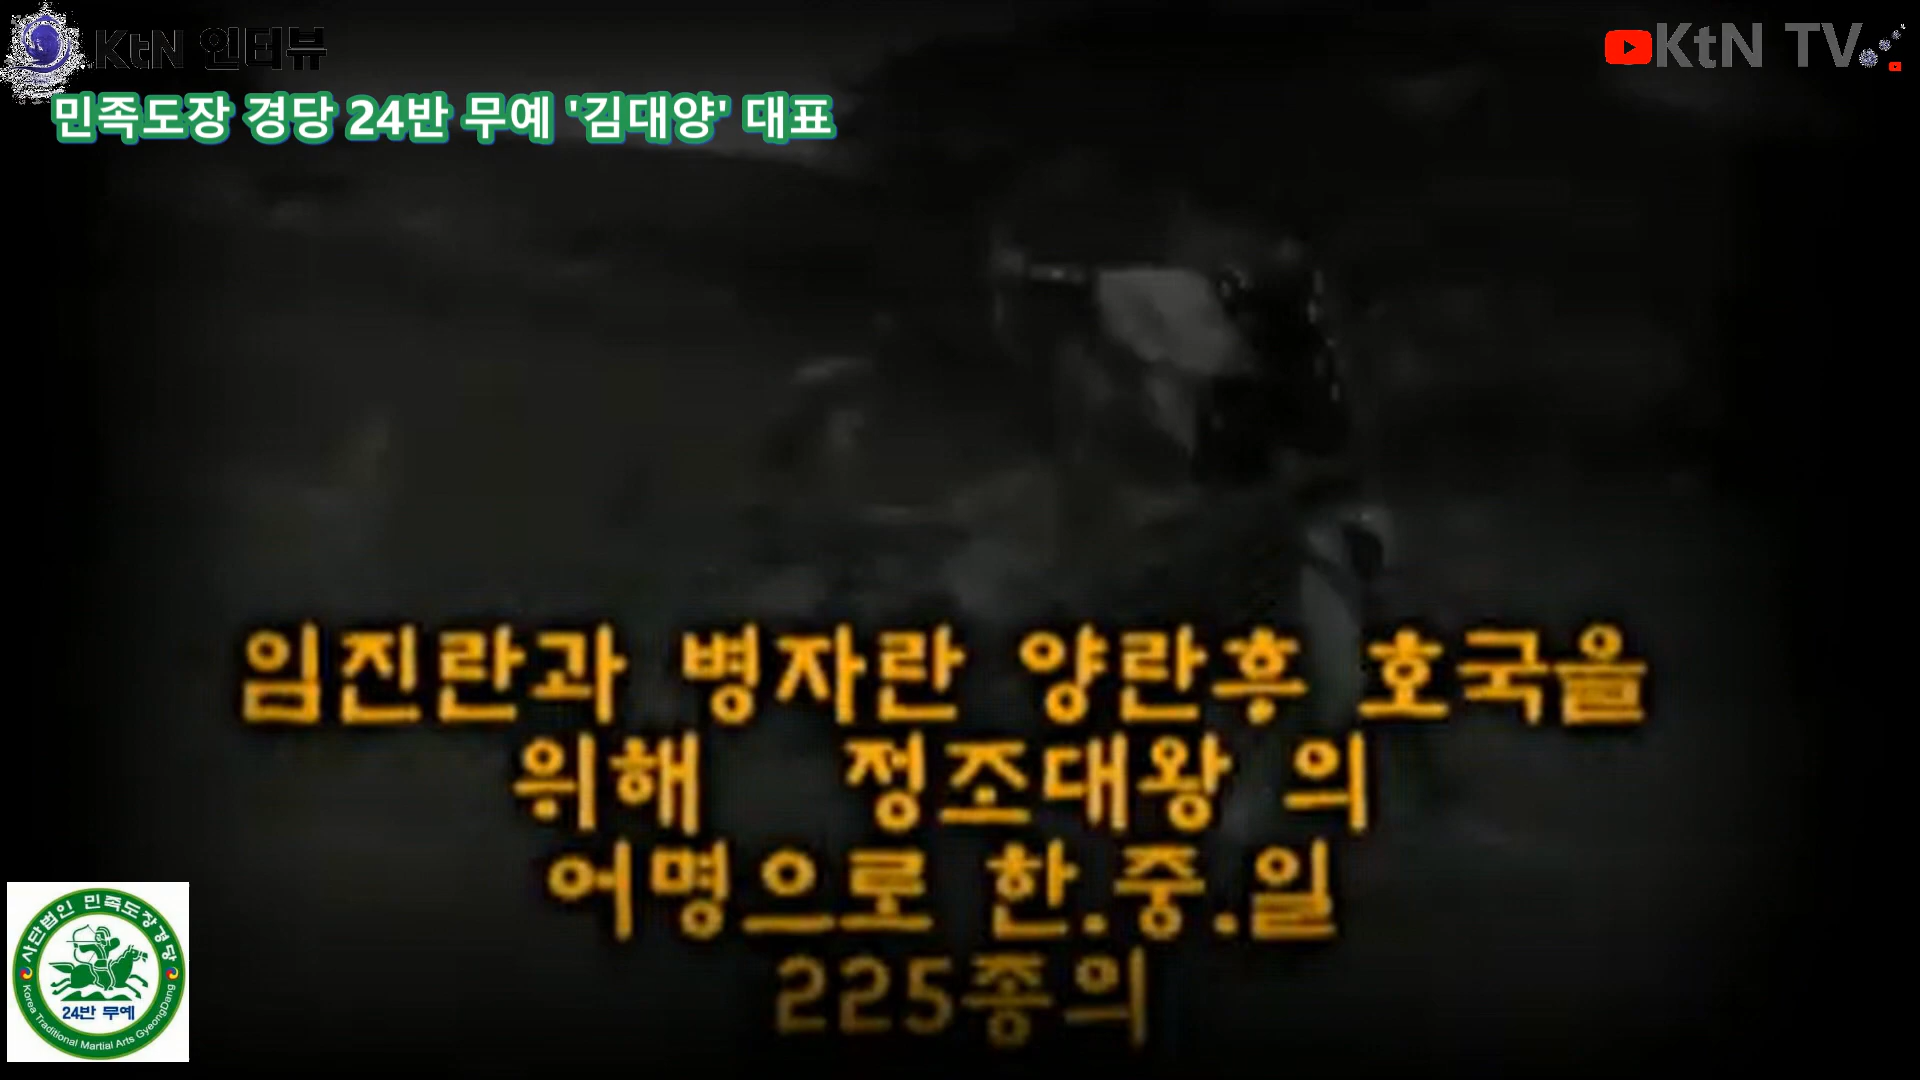 KtN 인터뷰
KtN TV
민족도장 경당 24반 무예 '김대양' 대표
임진란과 병자란 양란흥 호국을
위해 정조대왕 의
어명으로 한.중.일
225종의
사단법인 민족도장경당
24반 무예
Korea Traditional Martial Arts GyeongDang